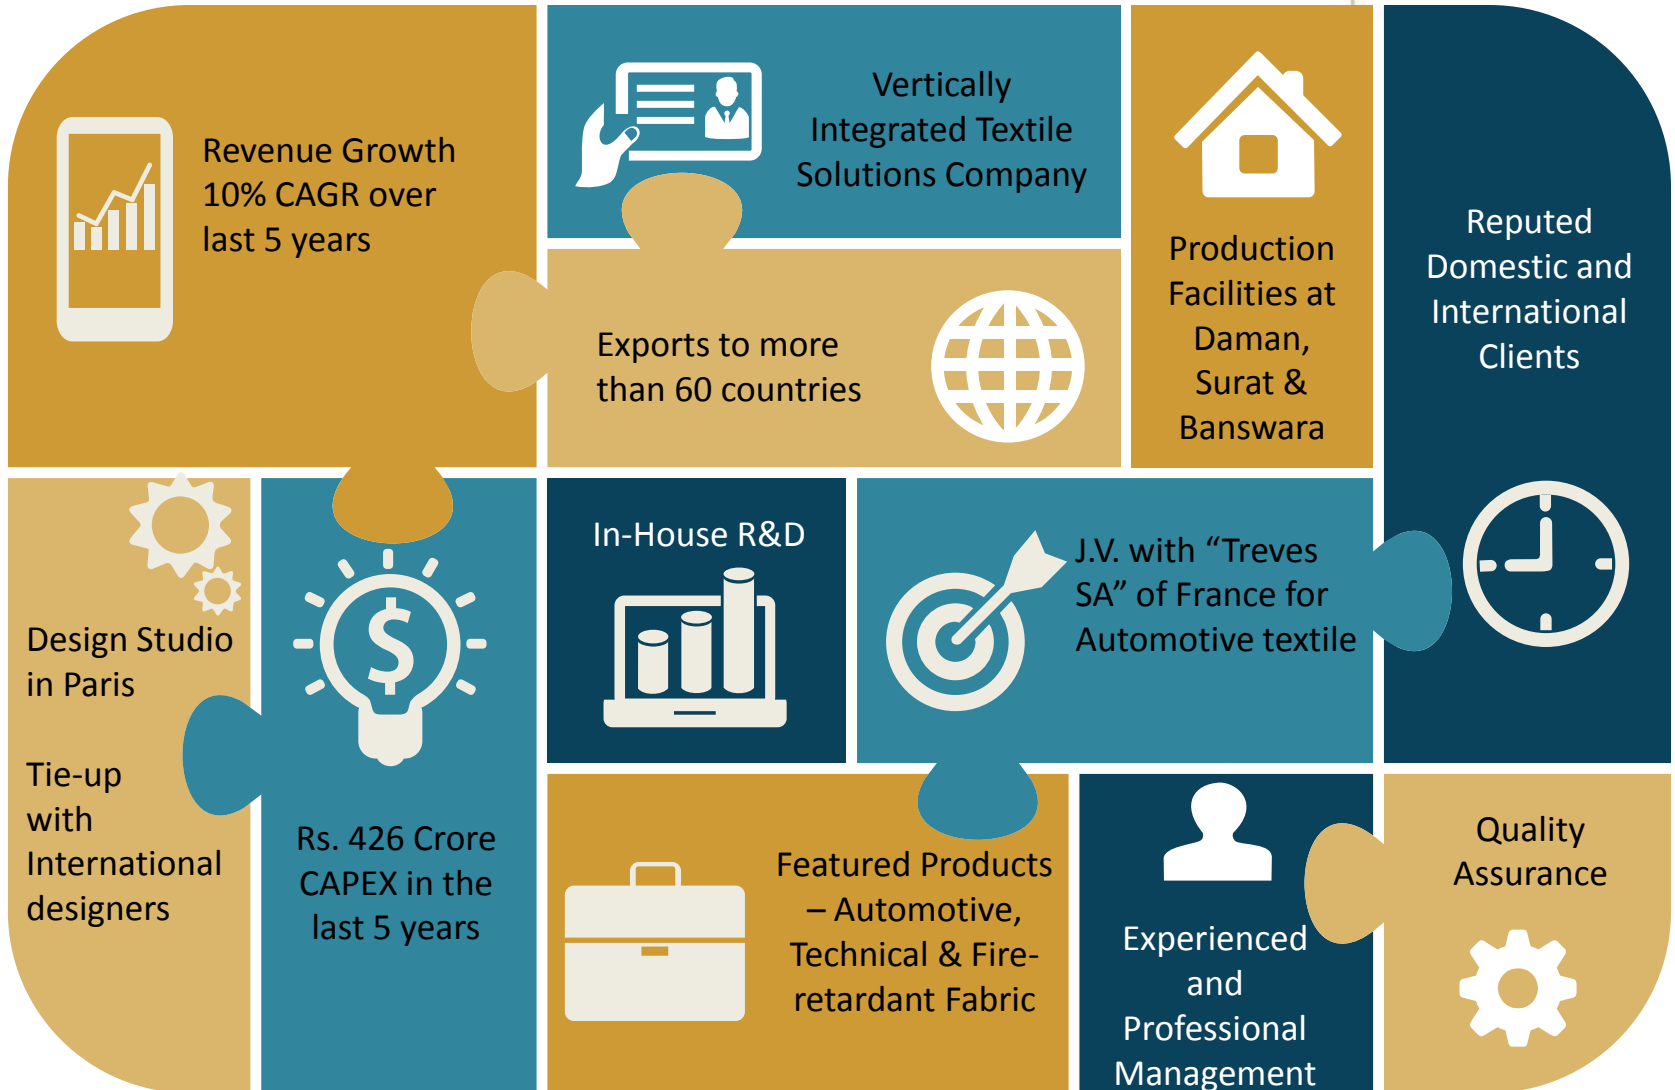 Revenue Growth
10% CAGR over
last 5 years
Vertically
Integrated Textile
Solutions Company
Exports to more
than 60 countries
Production
Facilities at
Daman,
Surat &
Banswara
Reputed
Domestic and
International
Clients
Design Studio
in Paris
Tie-up
with
International
designers
$
Rs. 426 Crore
CAPEX in the
last 5 years
In-House R&D
J.V. with “Treves
SA” of France for
Automotive textile
Featured Products
– Automotive,
Technical & Fire-
retardant Fabric
Experienced
and
Professional
Management
Quality
Assurance